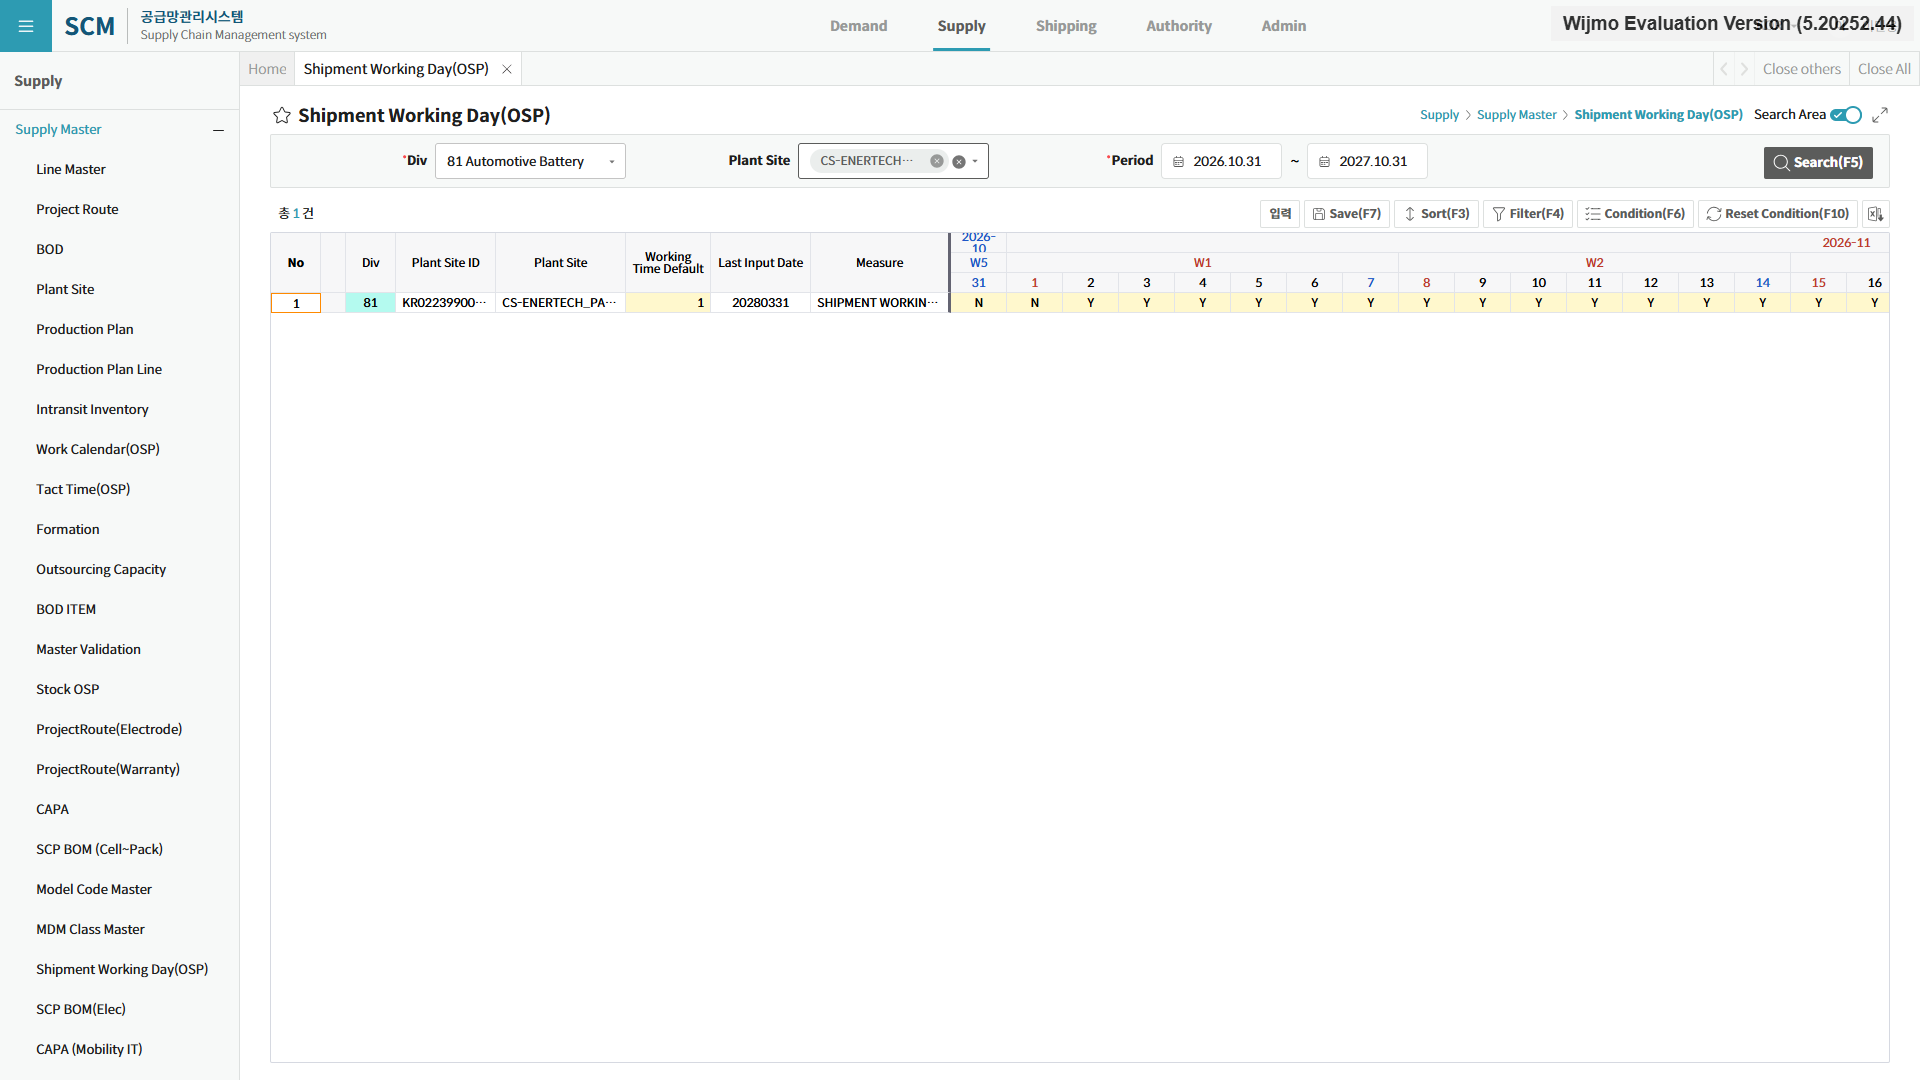 SCM
공급망관리시스템
Supply Chain Management system
Demand
Supply
Shipping
Authority
Admin
Wijmo Evaluation Version (5.20252.44)
Supply
Home
Shipment Working Day(OSP)
Close others
Close All
Supply Master
Line Master
Project Route
BOD
Plant Site
Production Plan
Production Plan Line
Intransit Inventory
Work Calendar(OSP)
Tact Time(OSP)
Formation
Outsourcing Capacity
BOD ITEM
Master Validation
Stock OSP
ProjectRoute(Electrode)
ProjectRoute(Warranty)
CAPA
SCP BOM (Cell~Pack)
Model Code Master
MDM Class Master
Shipment Working Day(OSP)
SCP BOM(Elec)
CAPA (Mobility IT)
Shipment Working Day(OSP)
Supply > Supply Master > Shipment Working Day(OSP)
Search Area
*Div 81 Automotive Battery
Plant Site CS-ENERTECH···
*Period 2026.10.31 ~ 2027.10.31
Search(F5)
총 1 건
입력
Save(F7)
Sort(F3)
Filter(F4)
Condition(F6)
Reset Condition(F10)
No Div Plant Site ID Plant Site Working Time Default Last Input Date Measure
2026-10 2026-11
W5 W1 W2
31 1 2 3 4 5 6 7 8 9 10 11 12 13 14 15 16
1 81 KR02239900··· CS-ENERTECH_PA··· 1 20280331 SHIPMENT WORKIN··· N N Y Y Y Y Y Y Y Y Y Y Y Y Y Y Y